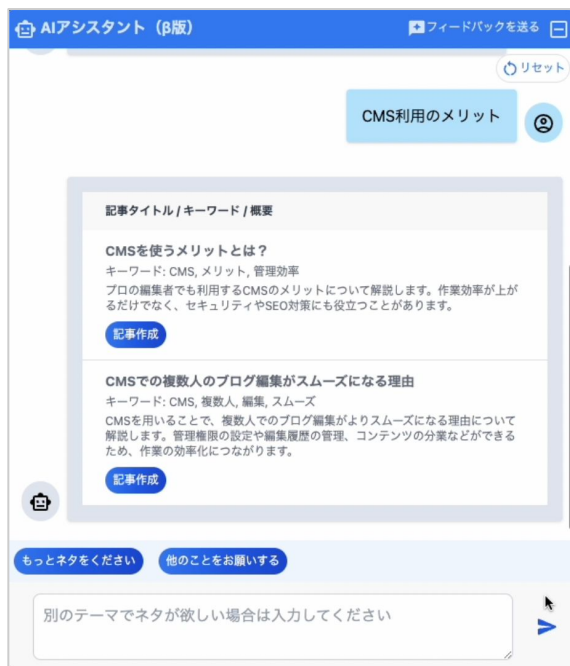 AIアシスタント（β版）
フィードバックを送る
リセット
CMS利用のメリット
記事タイトル / キーワード / 概要
CMSを使うメリットとは？
キーワード: CMS, メリット, 管理効率
プロの編集者でも利用するCMSのメリットについて解説します。作業効率が上が
るだけでなく、セキュリティやSEO対策にも役立つことがあります。
記事作成
CMSでの複数人のブログ編集がスムーズになる理由
キーワード: CMS, 複数人, 編集, スムーズ
CMSを用いることで、複数人でのブログ編集がよりスムーズになる理由について
解説します。管理権限の設定や編集履歴の管理、コンテンツの分業などができる
ため、作業の効率化につながります。
記事作成
もっとネタをください
他のことをお願いする
別のテーマでネタが欲しい場合は入力してください